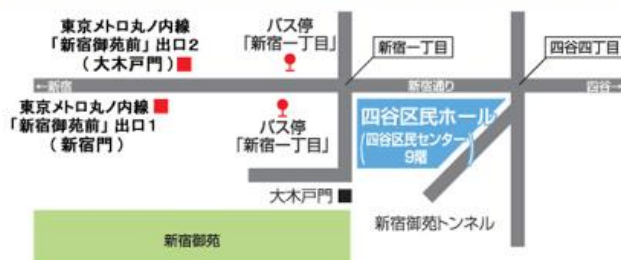 東京メトロ丸ノ内線
「新宿御苑前」出口2
(大木戸門)
バス停
「新宿一丁目」
新宿一丁目
四谷四丁目
←新宿
新宿通り
四谷→
東京メトロ丸ノ内線
「新宿御苑前」出口1
(新宿門)
バス停
「新宿一丁目」
四谷区民ホール
(四谷区民センター
9階)
大木戸門
新宿御苑トンネル
新宿御苑